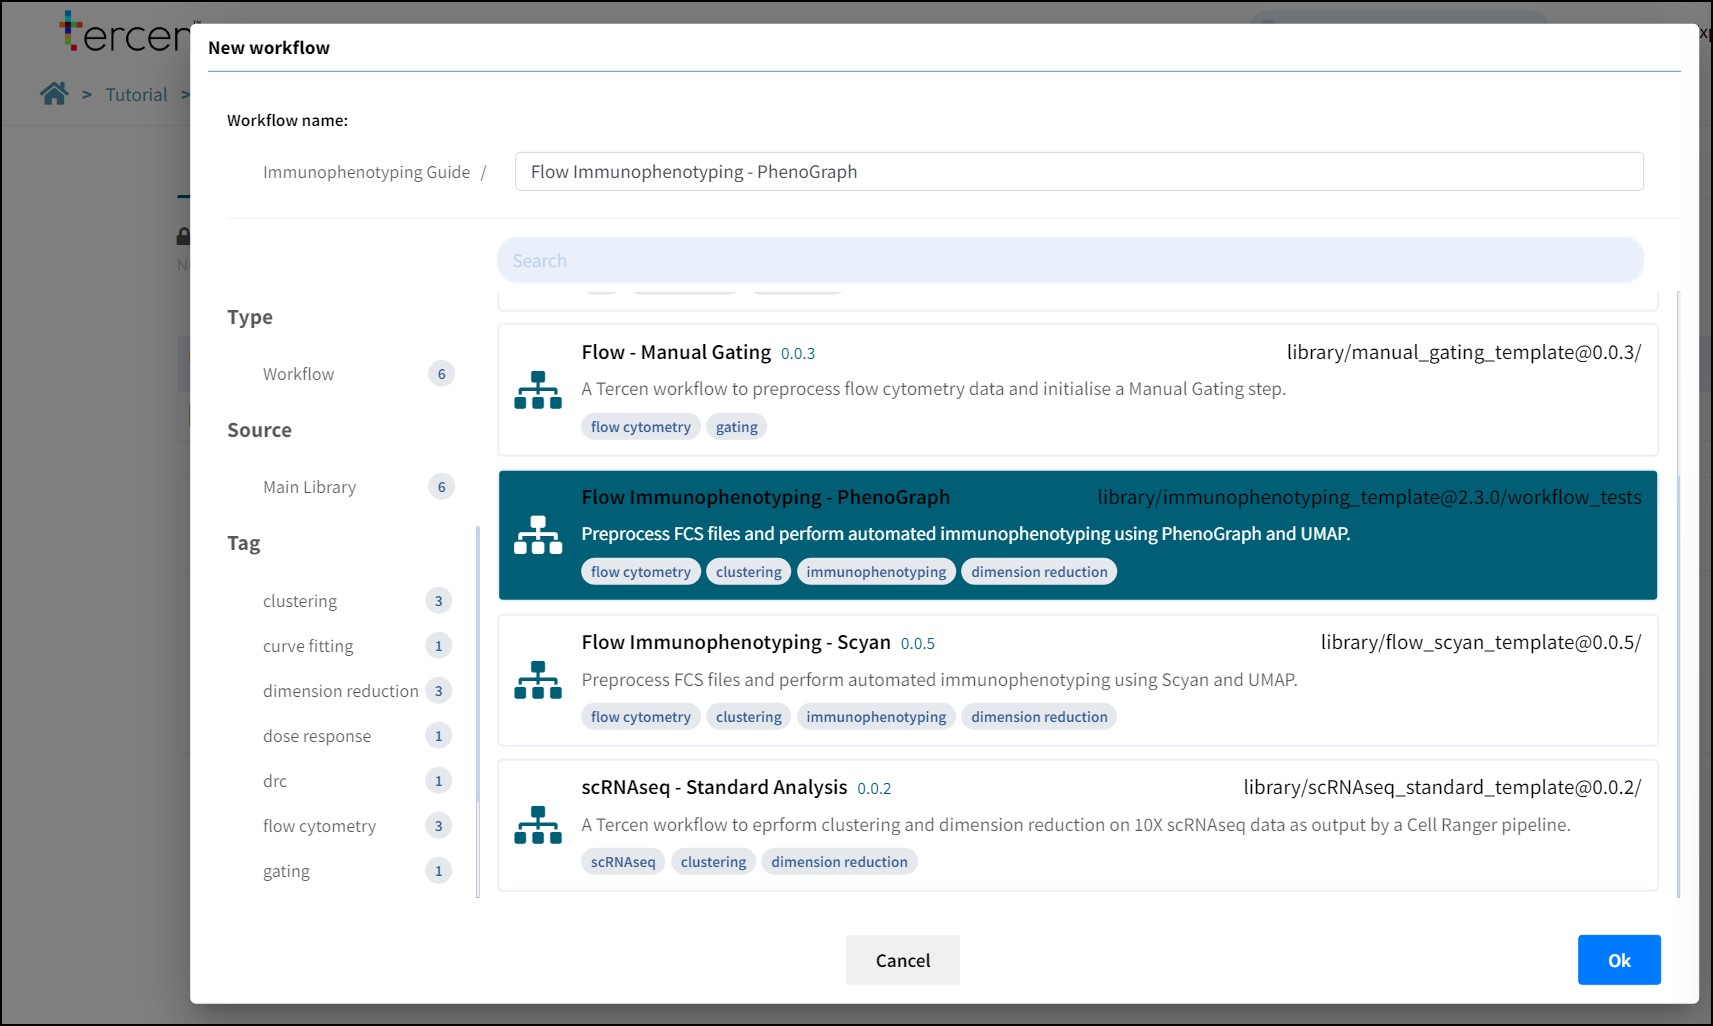 tercen
New workflow
> Tutorial >
Workflow name:
Immunophenotyping Guide / Flow Immunophenotyping - PhenoGraph
Search
Type
Workflow 6
Source
Main Library 6
Tag
clustering 3
curve fitting 1
dimension reduction 3
dose response 1
drc 1
flow cytometry 3
gating 1
Flow - Manual Gating 0.0.3 library/manual_gating_template@0.0.3/
A Tercen workflow to preprocess flow cytometry data and initialise a Manual Gating step.
flow cytometry gating
Flow Immunophenotyping - PhenoGraph library/immunophenotyping_template@2.3.0/workflow_tests
Preprocess FCS files and perform automated immunophenotyping using PhenoGraph and UMAP.
flow cytometry clustering immunophenotyping dimension reduction
Flow Immunophenotyping - Scyan 0.0.5 library/flow_scyan_template@0.0.5/
Preprocess FCS files and perform automated immunophenotyping using Scyan and UMAP.
flow cytometry clustering immunophenotyping dimension reduction
scRNAseq - Standard Analysis 0.0.2 library/scRNAseq_standard_template@0.0.2/
A Tercen workflow to eprform clustering and dimension reduction on 10X scRNAseq data as output by a Cell Ranger pipeline.
scRNAseq clustering dimension reduction
Cancel Ok